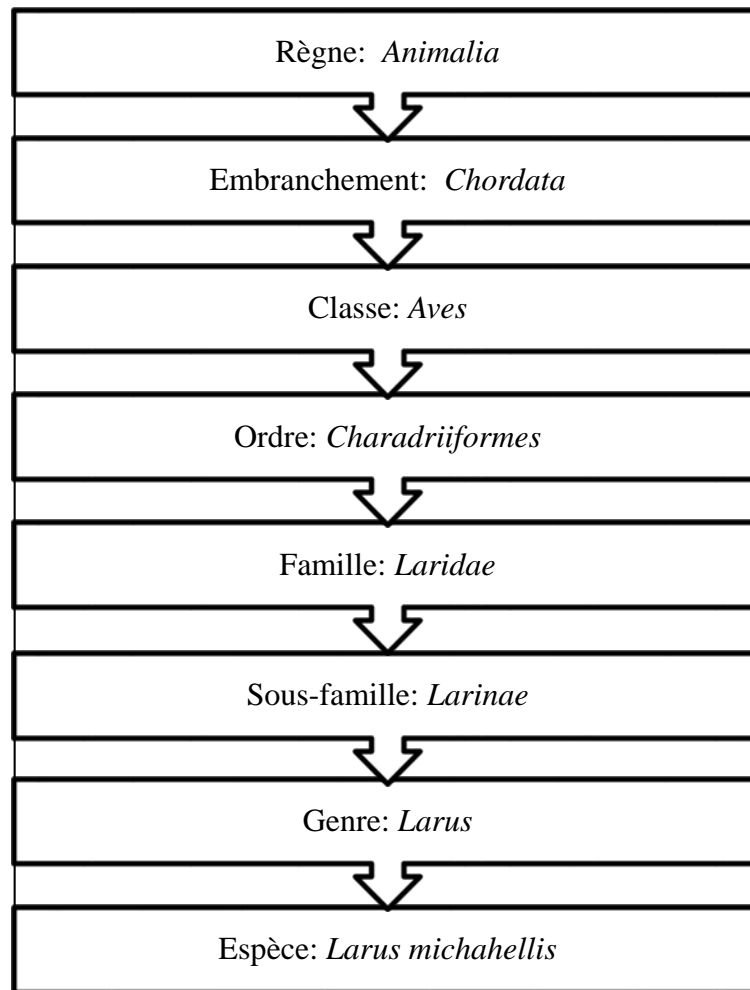 Règne: Animalia
Embranchement: Chordata
Classe: Aves
Ordre: Charadriiformes
Famille: Laridae
Sous-famille: Larinae
Genre: Larus
Espèce: Larus michahellis